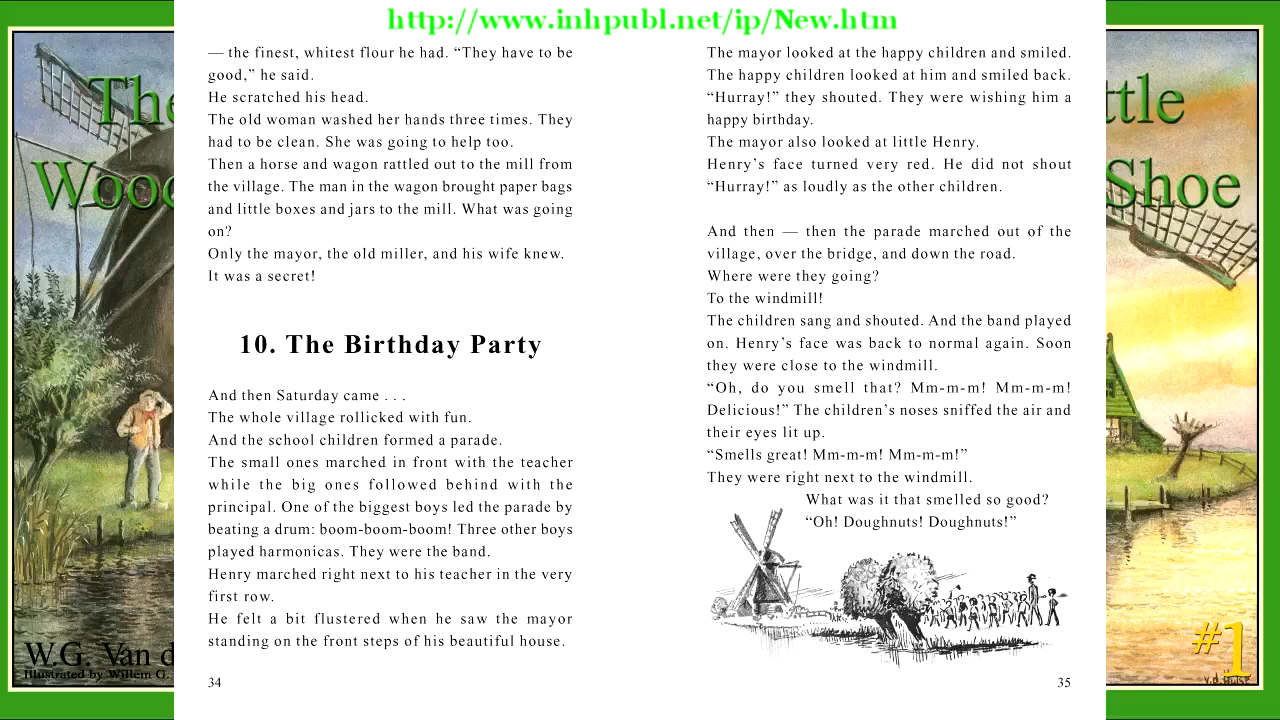 http://www.inhpubl.net/ip/New.htm
— the finest, whitest flour he had. “They have to be
good,” he said.
He scratched his head.
The old woman washed her hands three times. They
had to be clean. She was going to help too.
Then a horse and wagon rattled out to the mill from
the village. The man in the wagon brought paper bags
and little boxes and jars to the mill. What was going
on?
Only the mayor, the old miller, and his wife knew.
It was a secret!
10. The Birthday Party
And then Saturday came . . .
The whole village rollicked with fun.
And the school children formed a parade.
The small ones marched in front with the teacher
while the big ones followed behind with the
principal. One of the biggest boys led the parade by
beating a drum: boom-boom-boom! Three other boys
played harmonicas. They were the band.
Henry marched right next to his teacher in the very
first row.
He felt a bit flustered when he saw the mayor
standing on the front steps of his beautiful house.
34
The mayor looked at the happy children and smiled.
The happy children looked at him and smiled back.
“Hurray!” they shouted. They were wishing him a
happy birthday.
The mayor also looked at little Henry.
Henry’s face turned very red. He did not shout
“Hurray!” as loudly as the other children.
And then — then the parade marched out of the
village, over the bridge, and down the road.
Where were they going?
To the windmill!
The children sang and shouted. And the band played
on. Henry’s face was back to normal again. Soon
they were close to the windmill.
“Oh, do you smell that? Mm-m-m! Mm-m-m!
Delicious!” The children’s noses sniffed the air and
their eyes lit up.
“Smells great! Mm-m-m! Mm-m-m!”
They were right next to the windmill.
What was it that smelled so good?
“Oh! Doughnuts! Doughnuts!”
35
The
Wood
W.G. Van d
Illustrated by Willem G.
ttle
Shoe
#1